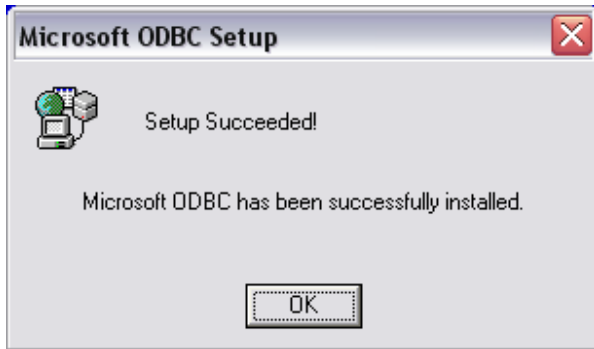 Microsoft ODBC Setup
Setup Succeeded!
Microsoft ODBC has been successfully installed.
OK